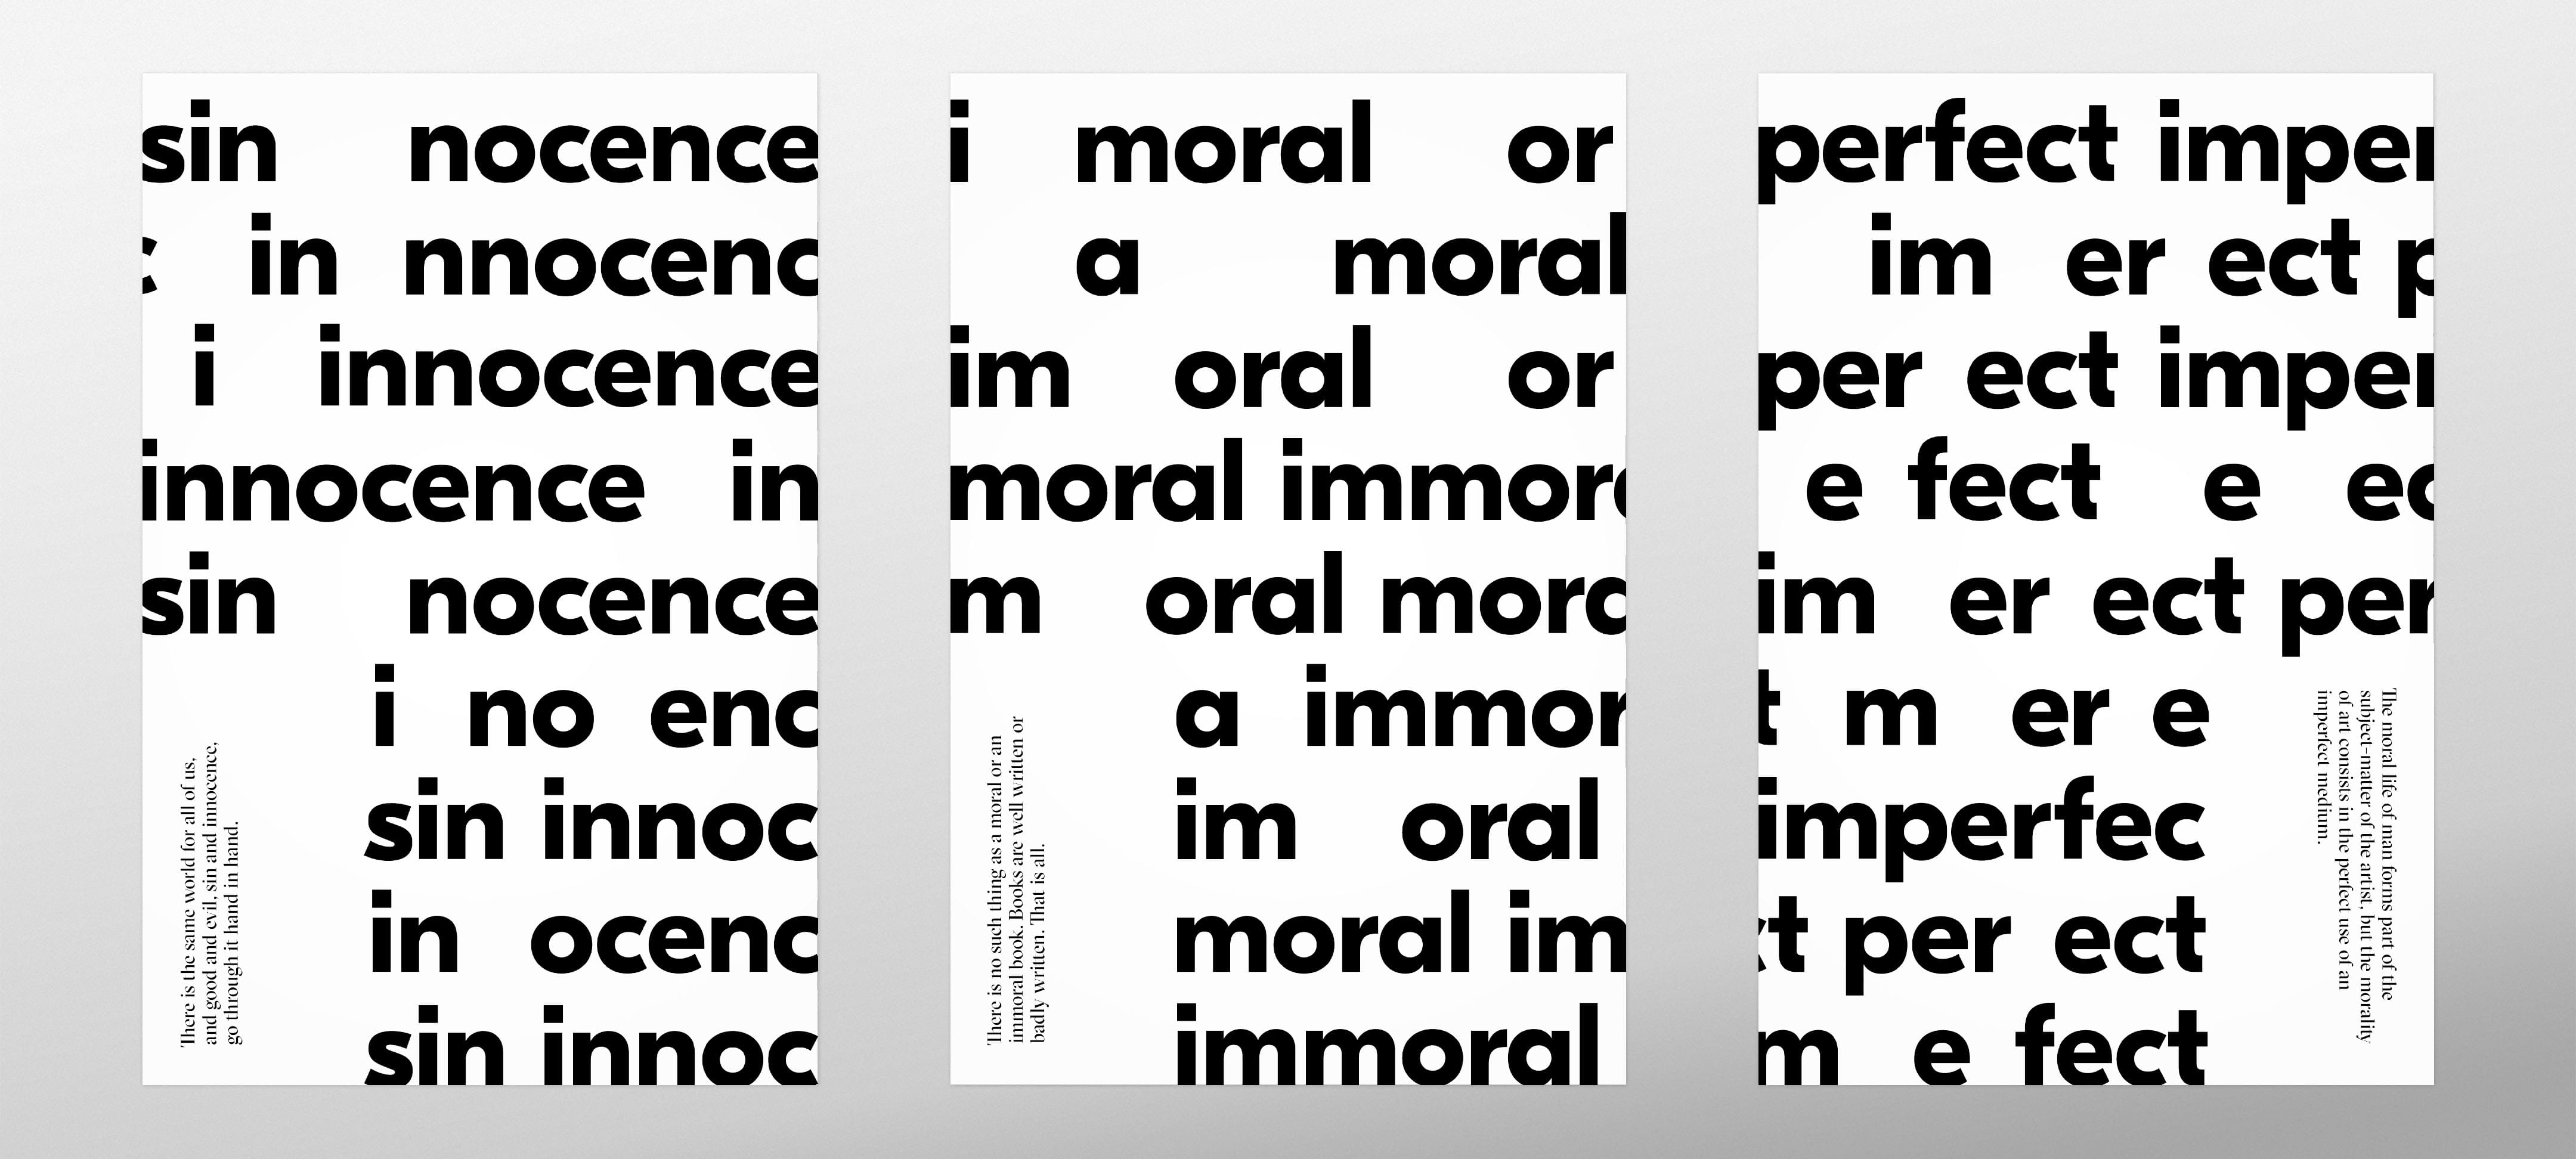 sin nocence
c in nnocenc
i innocence
innocence in
sin nocence
i no enc
sin innoc
in ocenc
sin innoc
There is the same world for all of us,
and good and evil, sin and innocence,
go through it hand in hand.
i moral or
a moral
im oral or
moral immora
m oral mora
a immor
im oral
moral im
immoral
There is no such thing as a moral or an
immoral book. Books are well written or
badly written. That is all.
perfect imper
im er ect p
per ect imper
e fect e ec
im er ect per
t m er e
imperfec
ct per ect
m e fect
The moral life of man forms part of the
subject-matter of the artist, but the morality
of art consists in the perfect use of an
imperfect medium.